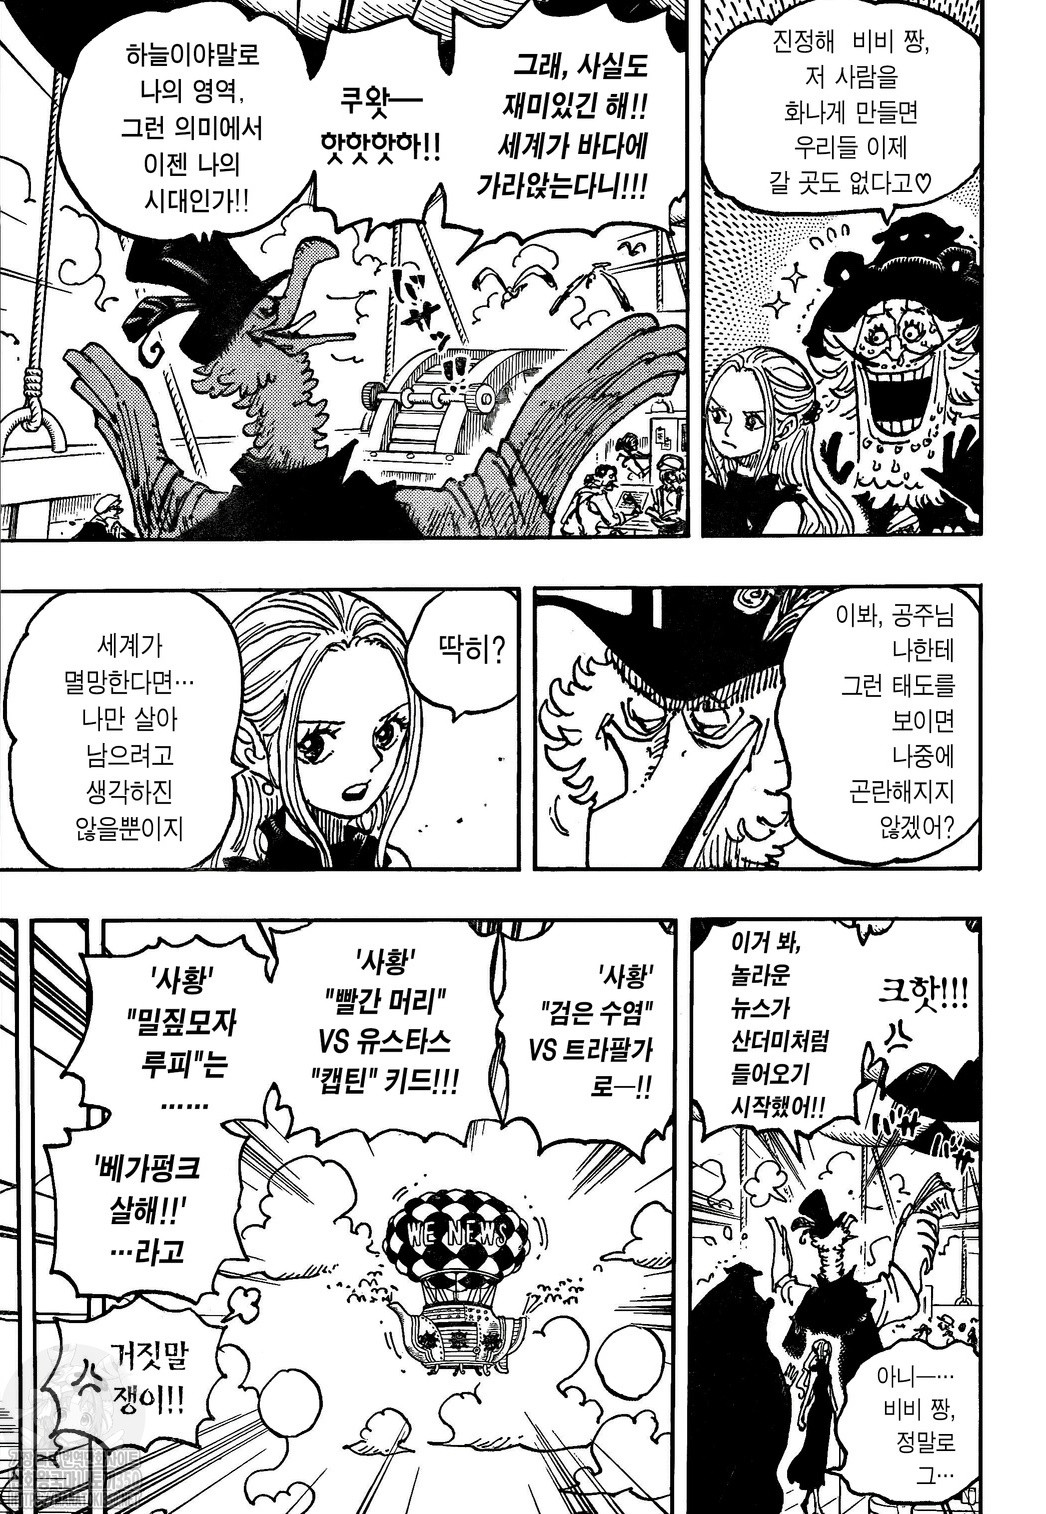 진정해 비비 짱,
저 사람을
화나게 만들면
우리들 이제
갈 곳도 없다고♡
그래, 사실도
재미있긴 해!!
세계가 바다에
가라앉는다니!!!
쿠왓──
핫핫핫하!!
하늘이야말로
나의 영역,
그런 의미에서
이젠 나의
시대인가!!
이봐, 공주님
나한테
그런 태도를
보이면
나중에
곤란해지지
않겠어?
딱히?
세계가
멸망한다면…
나만 살아
남으려고
생각하진
않을뿐이지
크핫!!!
이거 봐,
놀라운
뉴스가
산더미처럼
들어오기
시작했어!!
아니─…
비비 짱,
정말로
그…
'사황'
"검은 수염"
VS 트라팔가
로─!!
'사황'
"빨간 머리"
VS 유스타스
"캡틴" 키드!!!
'사황'
"밀짚모자
루피"는
……
'베가펑크
살해!!'
…라고
거짓말
쟁이!!
WE NEWS